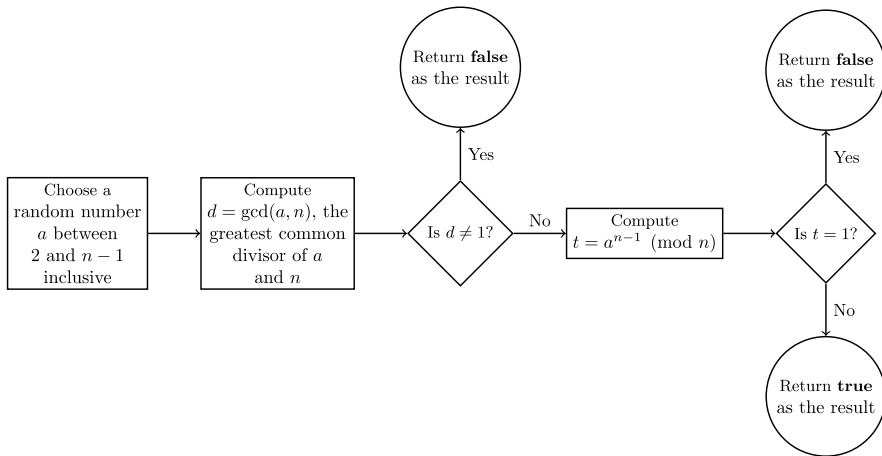 Choose a
random number
a between
2 and n − 1
inclusive
Compute
d = gcd(a, n), the
greatest common
divisor of a
and n
Is d ≠ 1?
Yes
Return false
as the result
No
Compute
t = aⁿ⁻¹ (mod n)
Is t = 1?
Yes
Return false
as the result
No
Return true
as the result